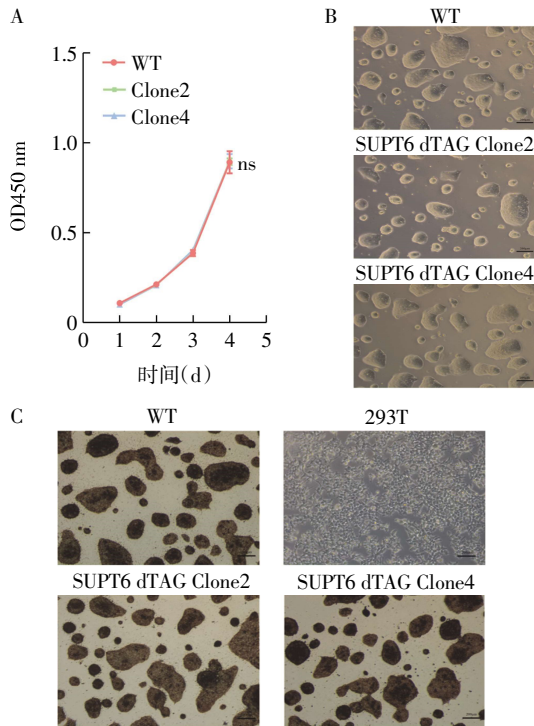 A
1.5
WT
Clone2
Clone4
1.0
OD450 nm
ns
0.5
0
0 1 2 3 4 5
时间(d)
B
WT
SUPT6 dTAG Clone2
SUPT6 dTAG Clone4
C
WT 293T
SUPT6 dTAG Clone2 SUPT6 dTAG Clone4